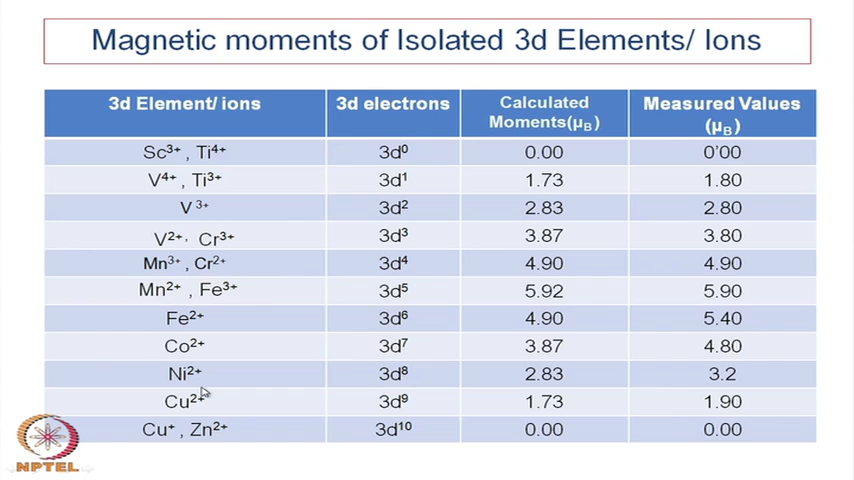 Magnetic moments of Isolated 3d Elements/ Ions
3d Element/ ions 3d electrons Calculated Moments(μB) Measured Values (μB)
Sc³⁺ , Ti⁴⁺ 3d⁰ 0.00 0'00
V⁴⁺ , Ti³⁺ 3d¹ 1.73 1.80
V ³⁺ 3d² 2.83 2.80
V²⁺, Cr³⁺ 3d³ 3.87 3.80
Mn³⁺ , Cr²⁺ 3d⁴ 4.90 4.90
Mn²⁺ , Fe³⁺ 3d⁵ 5.92 5.90
Fe²⁺ 3d⁶ 4.90 5.40
Co²⁺ 3d⁷ 3.87 4.80
Ni²⁺ 3d⁸ 2.83 3.2
Cu²⁺ 3d⁹ 1.73 1.90
Cu⁺ , Zn²⁺ 3d¹⁰ 0.00 0.00
NPTEL